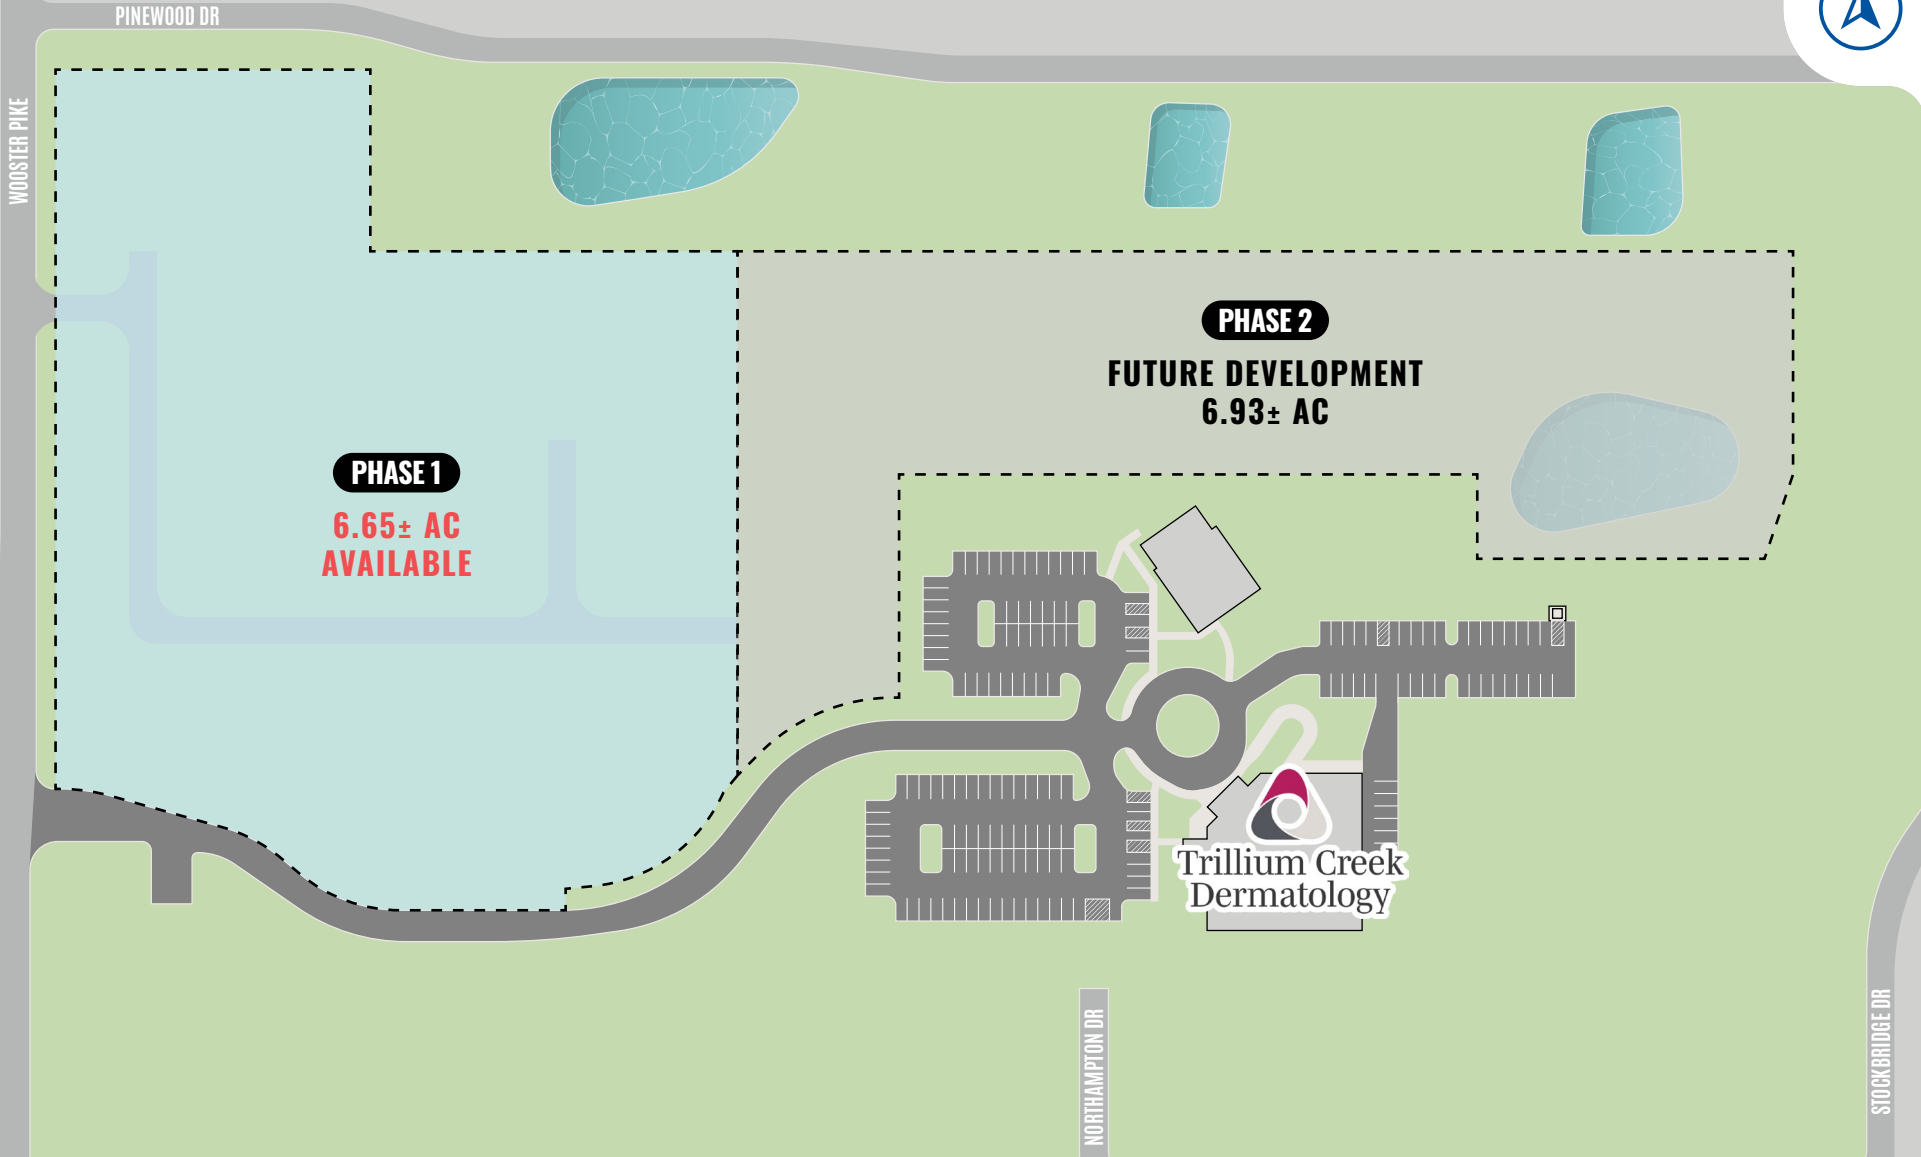 PINEWOOD DR
WOOSTER PIKE
PHASE 2
FUTURE DEVELOPMENT
6.93± AC
PHASE 1
6.65± AC
AVAILABLE
Trillium Creek
Dermatology
NORTHAMPTON DR
STOCKBRIDGE DR